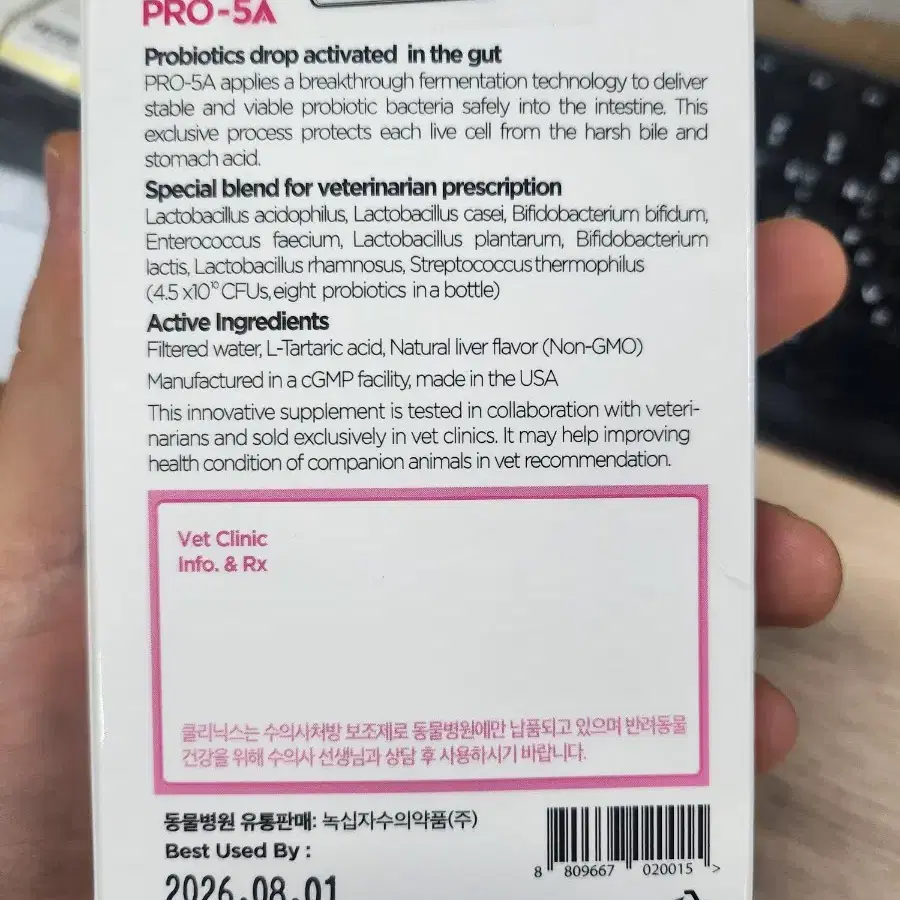 PRO-5A
Probiotics drop activated in the gut
PRO-5A applies a breakthrough fermentation technology to deliver
stable and viable probiotic bacteria safely into the intestine. This
exclusive process protects each live cell from the harsh bile and
stomach acid.
Special blend for veterinarian prescription
Lactobacillus acidophilus, Lactobacillus casei, Bifidobacterium bifidum,
Enterococcus faecium, Lactobacillus plantarum, Bifidobacterium
lactis, Lactobacillus rhamnosus, Streptococcus thermophilus
(4.5 x10¹⁰ CFUs, eight probiotics in a bottle)
Active Ingredients
Filtered water, L-Tartaric acid, Natural liver flavor (Non-GMO)
Manufactured in a cGMP facility, made in the USA
This innovative supplement is tested in collaboration with veteri-
narians and sold exclusively in vet clinics. It may help improving
health condition of companion animals in vet recommendation.
Vet Clinic
Info. & Rx
클리닉스는 수의사처방 보조제로 동물병원에만 납품되고 있으며 반려동물
건강을 위해 수의사 선생님과 상담 후 사용하시기 바랍니다.
동물병원 유통판매: 녹십자수의약품(주)
Best Used By :
2026.08.01
8 809667 020015 >